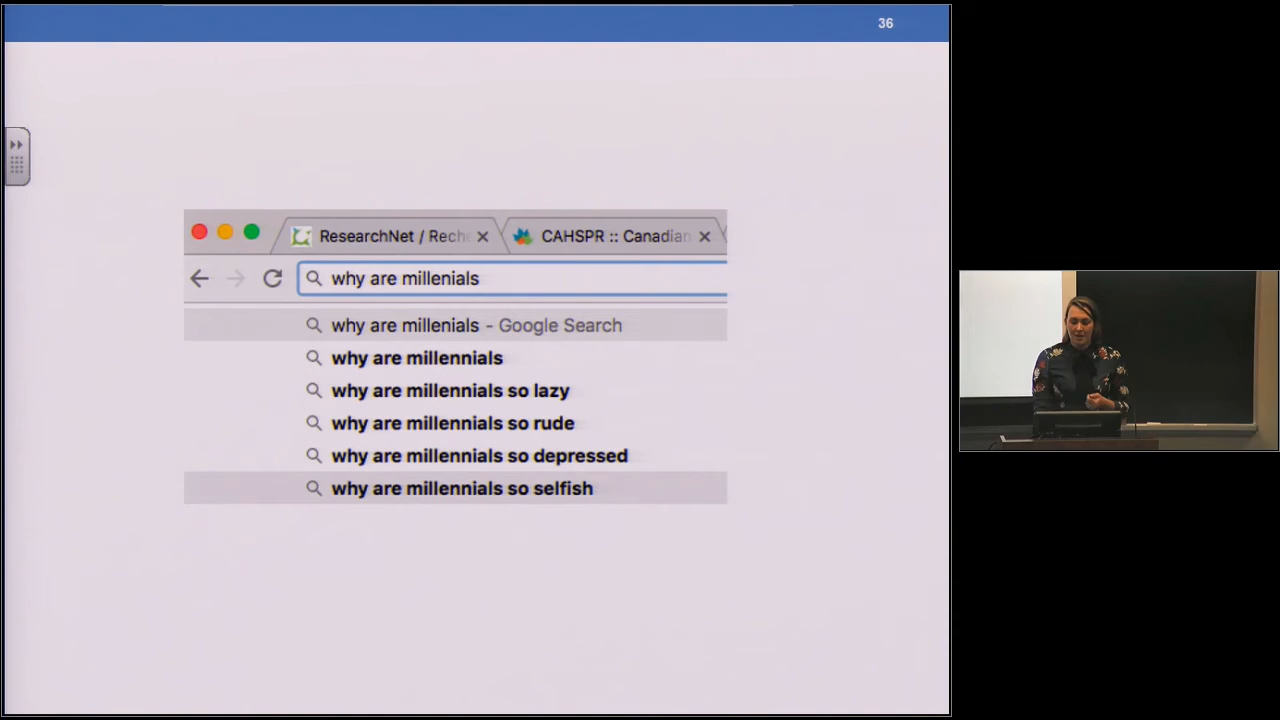 36
ResearchNet / Reche
CAHSPR :: Canadian
why are millenials
why are millenials - Google Search
why are millennials
why are millennials so lazy
why are millennials so rude
why are millennials so depressed
why are millennials so selfish